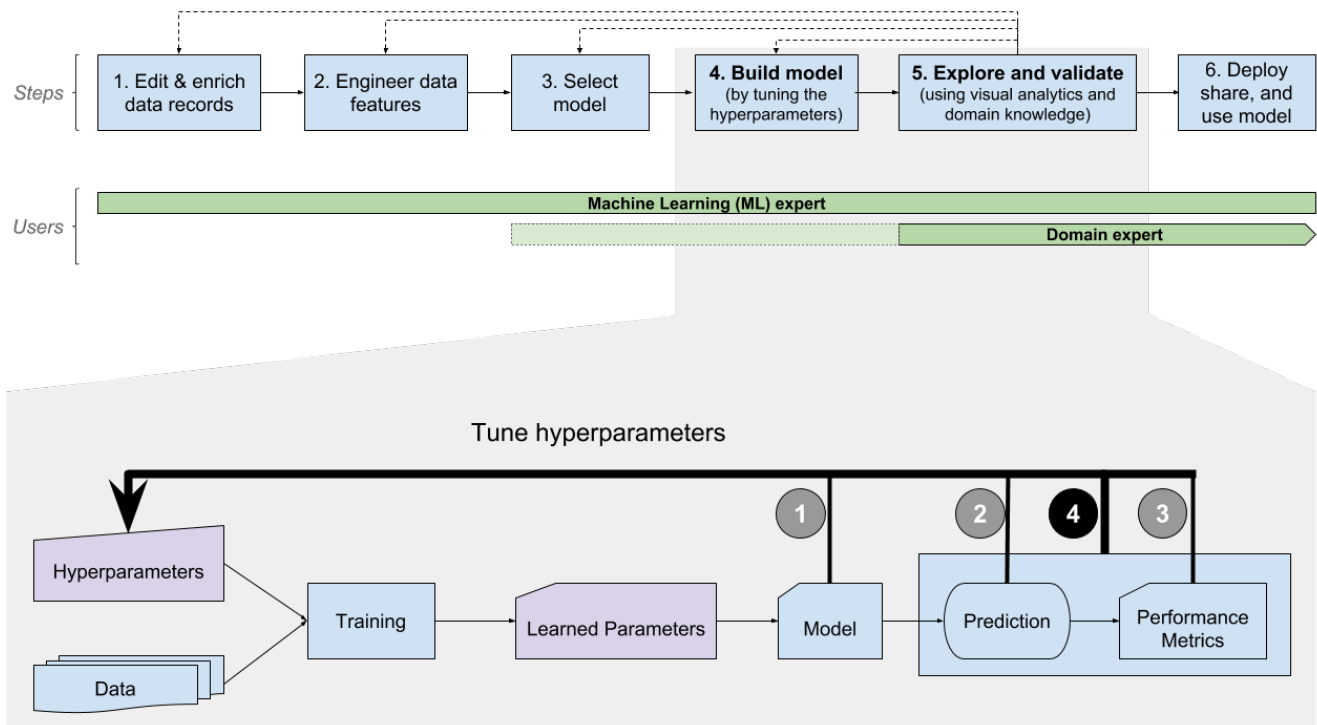 Steps
1. Edit & enrich
data records
2. Engineer data
features
3. Select
model
4. Build model
(by tuning the
hyperparameters)
5. Explore and validate
(using visual analytics and
domain knowledge)
6. Deploy
share, and
use model
Users
Machine Learning (ML) expert
Domain expert
Tune hyperparameters
1
2
4
3
Hyperparameters
Data
Training
Learned Parameters
Model
Prediction
Performance
Metrics